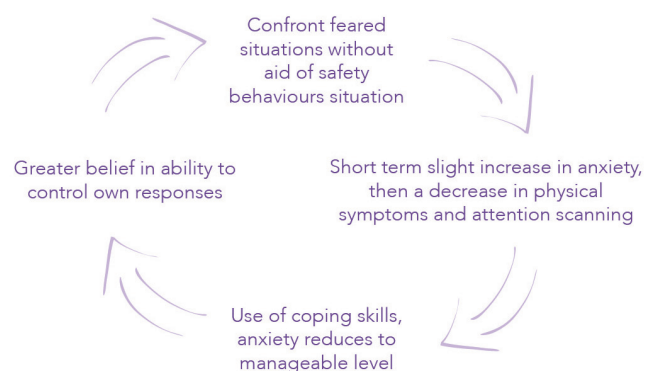 Confront feared
situations without
aid of safety
behaviours situation
Short term slight increase in anxiety,
then a decrease in physical
symptoms and attention scanning
Use of coping skills,
anxiety reduces to
manageable level
Greater belief in ability to
control own responses